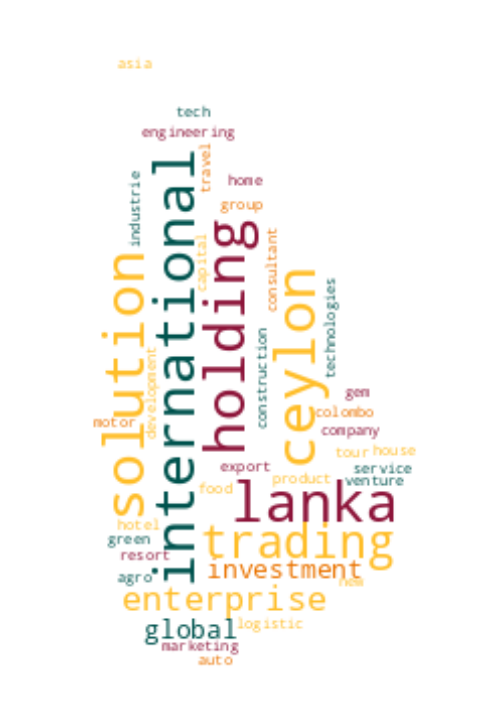 asia
tech
engineering
travel
industrie
international
home
group
holding
capital
consultant
solution
ceylon
technologies
construction
development
gem
motor
colombo
company
tour
house
export
service
product
venture
food
lanka
hotel
trading
green
resort
investment
agro
new
enterprise
global
logistic
marketing
auto